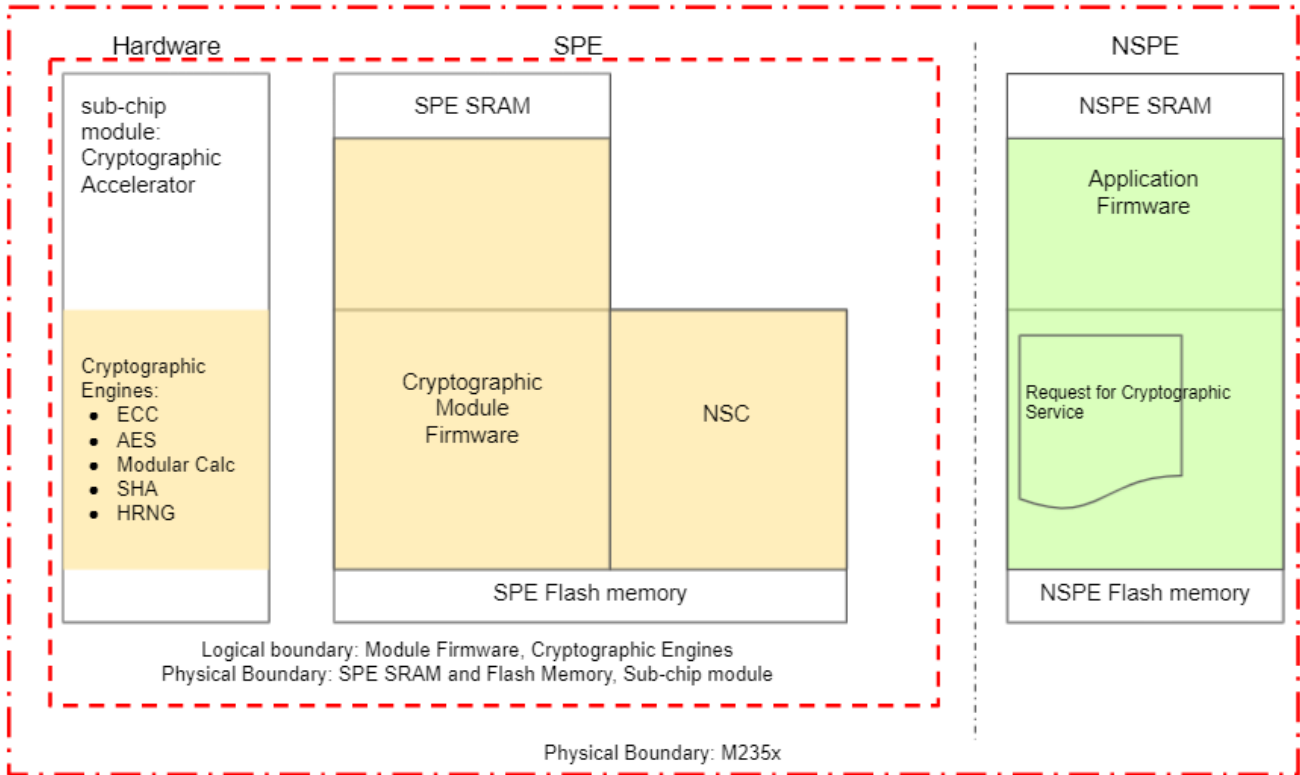 Hardware
SPE
NSPE
sub-chip
module:
Cryptographic
Accelerator
SPE SRAM
NSPE SRAM
Application
Firmware
Cryptographic
Engines:
● ECC
● AES
● Modular Calc
● SHA
● HRNG
Cryptographic
Module
Firmware
NSC
Request for Cryptographic
Service
SPE Flash memory
NSPE Flash memory
Logical boundary: Module Firmware, Cryptographic Engines
Physical Boundary: SPE SRAM and Flash Memory, Sub-chip module
Physical Boundary: M235x